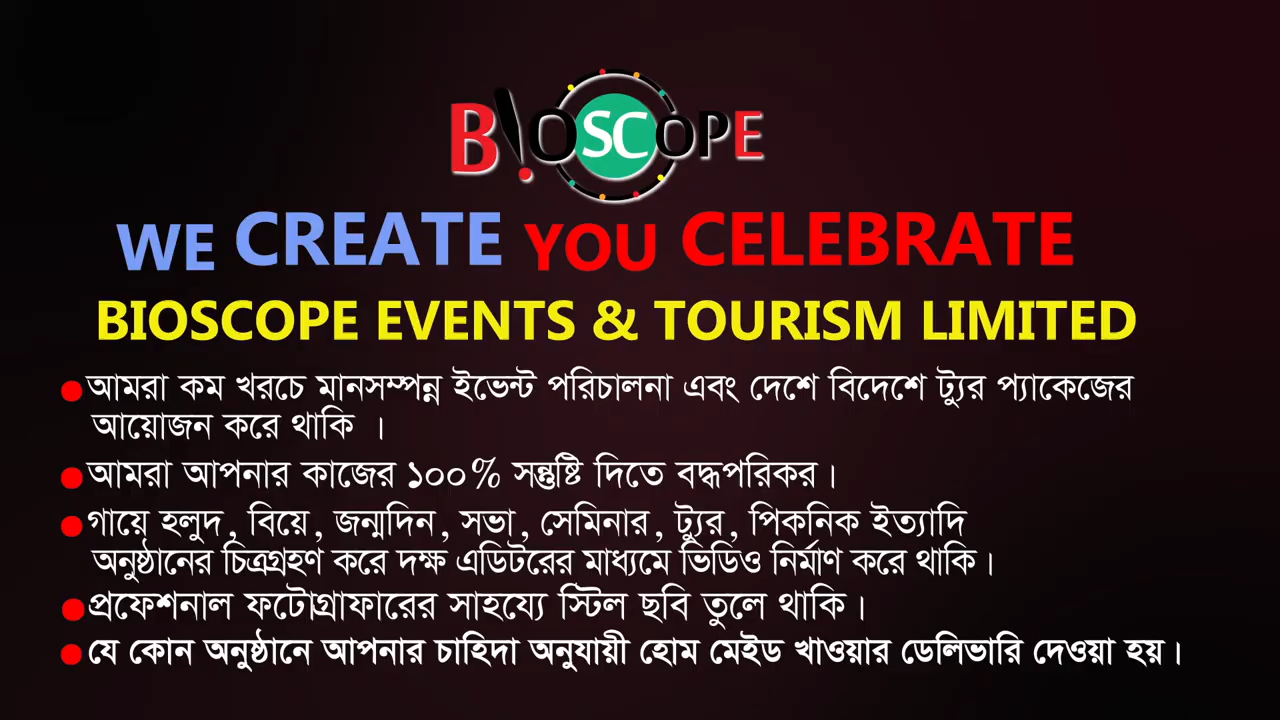 BIOSCOPE
WE CREATE YOU CELEBRATE
BIOSCOPE EVENTS & TOURISM LIMITED
আমরা কম খরচে মানসম্পন্ন ইভেন্ট পরিচালনা এবং দেশে বিদেশে ট্যুর প্যাকেজের
আয়োজন করে থাকি ।
আমরা আপনার কাজের ১০০% সন্তুষ্টি দিতে বদ্ধপরিকর।
গায়ে হলুদ, বিয়ে, জন্মদিন, সভা, সেমিনার, ট্যুর, পিকনিক ইত্যাদি
অনুষ্ঠানের চিত্রগ্রহণ করে দক্ষ এডিটরের মাধ্যমে ভিডিও নির্মাণ করে থাকি।
প্রফেশনাল ফটোগ্রাফারের সাহয্যে স্টিল ছবি তুলে থাকি।
যে কোন অনুষ্ঠানে আপনার চাহিদা অনুযায়ী হোম মেইড খাওয়ার ডেলিভারি দেওয়া হয়।